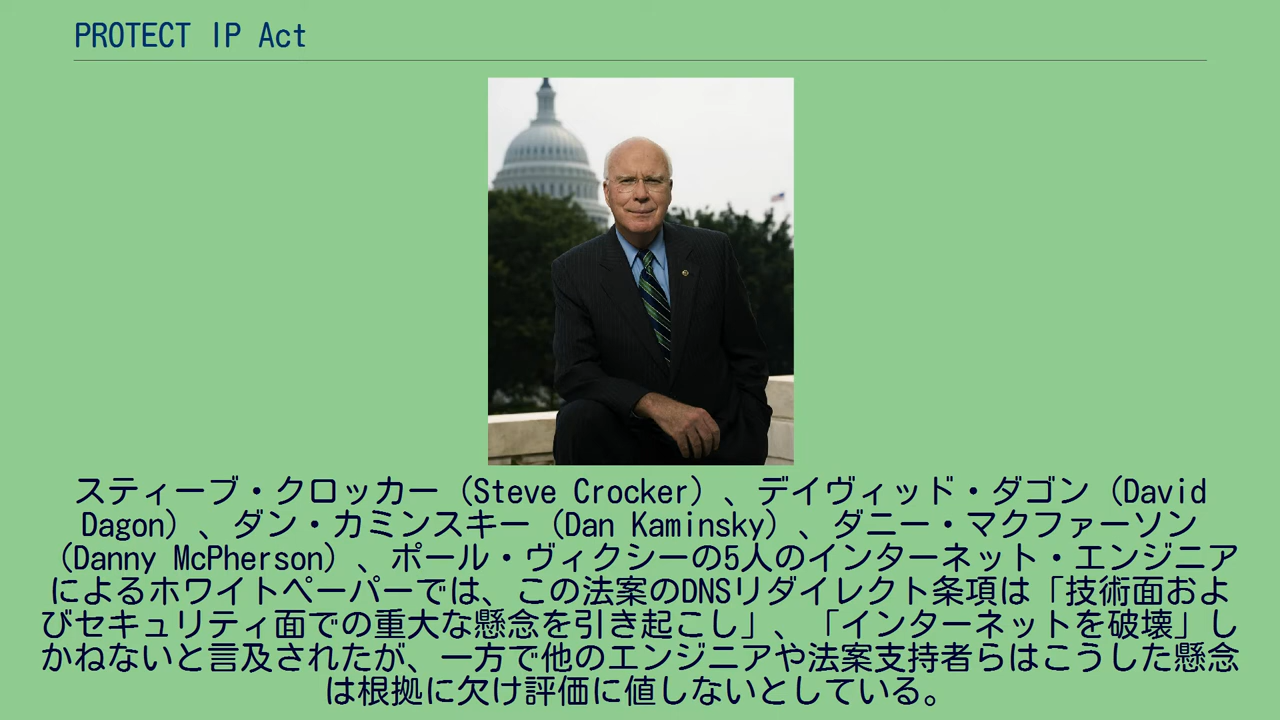 PROTECT IP Act
スティーブ・クロッカー（Steve Crocker）、デイヴィッド・ダゴン（David
Dagon）、ダン・カミンスキー（Dan Kaminsky）、ダニー・マクファーソン
（Danny McPherson）、ポール・ヴィクシーの5人のインターネット・エンジニア
によるホワイトペーパーでは、この法案のDNSリダイレクト条項は「技術面およ
びセキュリティ面での重大な懸念を引き起こし」、「インターネットを破壊」し
かねないと言及されたが、一方で他のエンジニアや法案支持者らはこうした懸念
は根拠に欠け評価に値しないとしている。